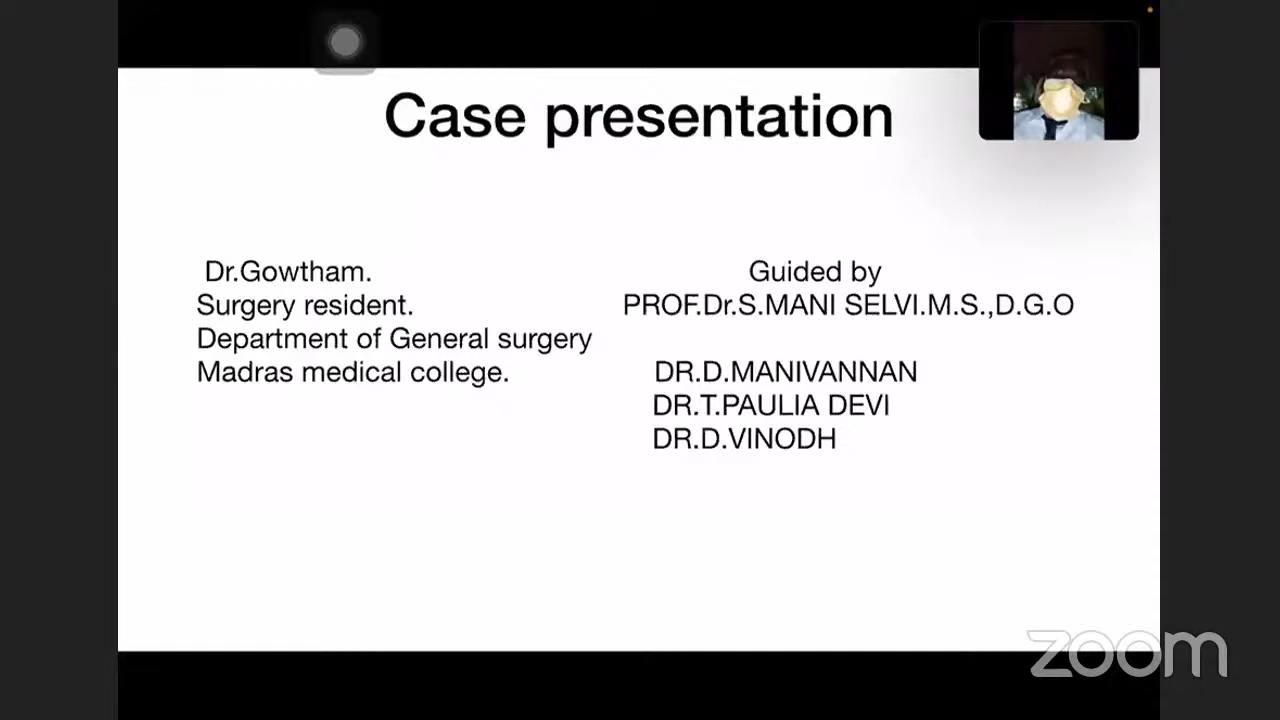 Case presentation
Dr.Gowtham.
Surgery resident.
Department of General surgery
Madras medical college.
Guided by
PROF.Dr.S.MANI SELVI.M.S.,D.G.O
DR.D.MANIVANNAN
DR.T.PAULIA DEVI
DR.D.VINODH
zoom